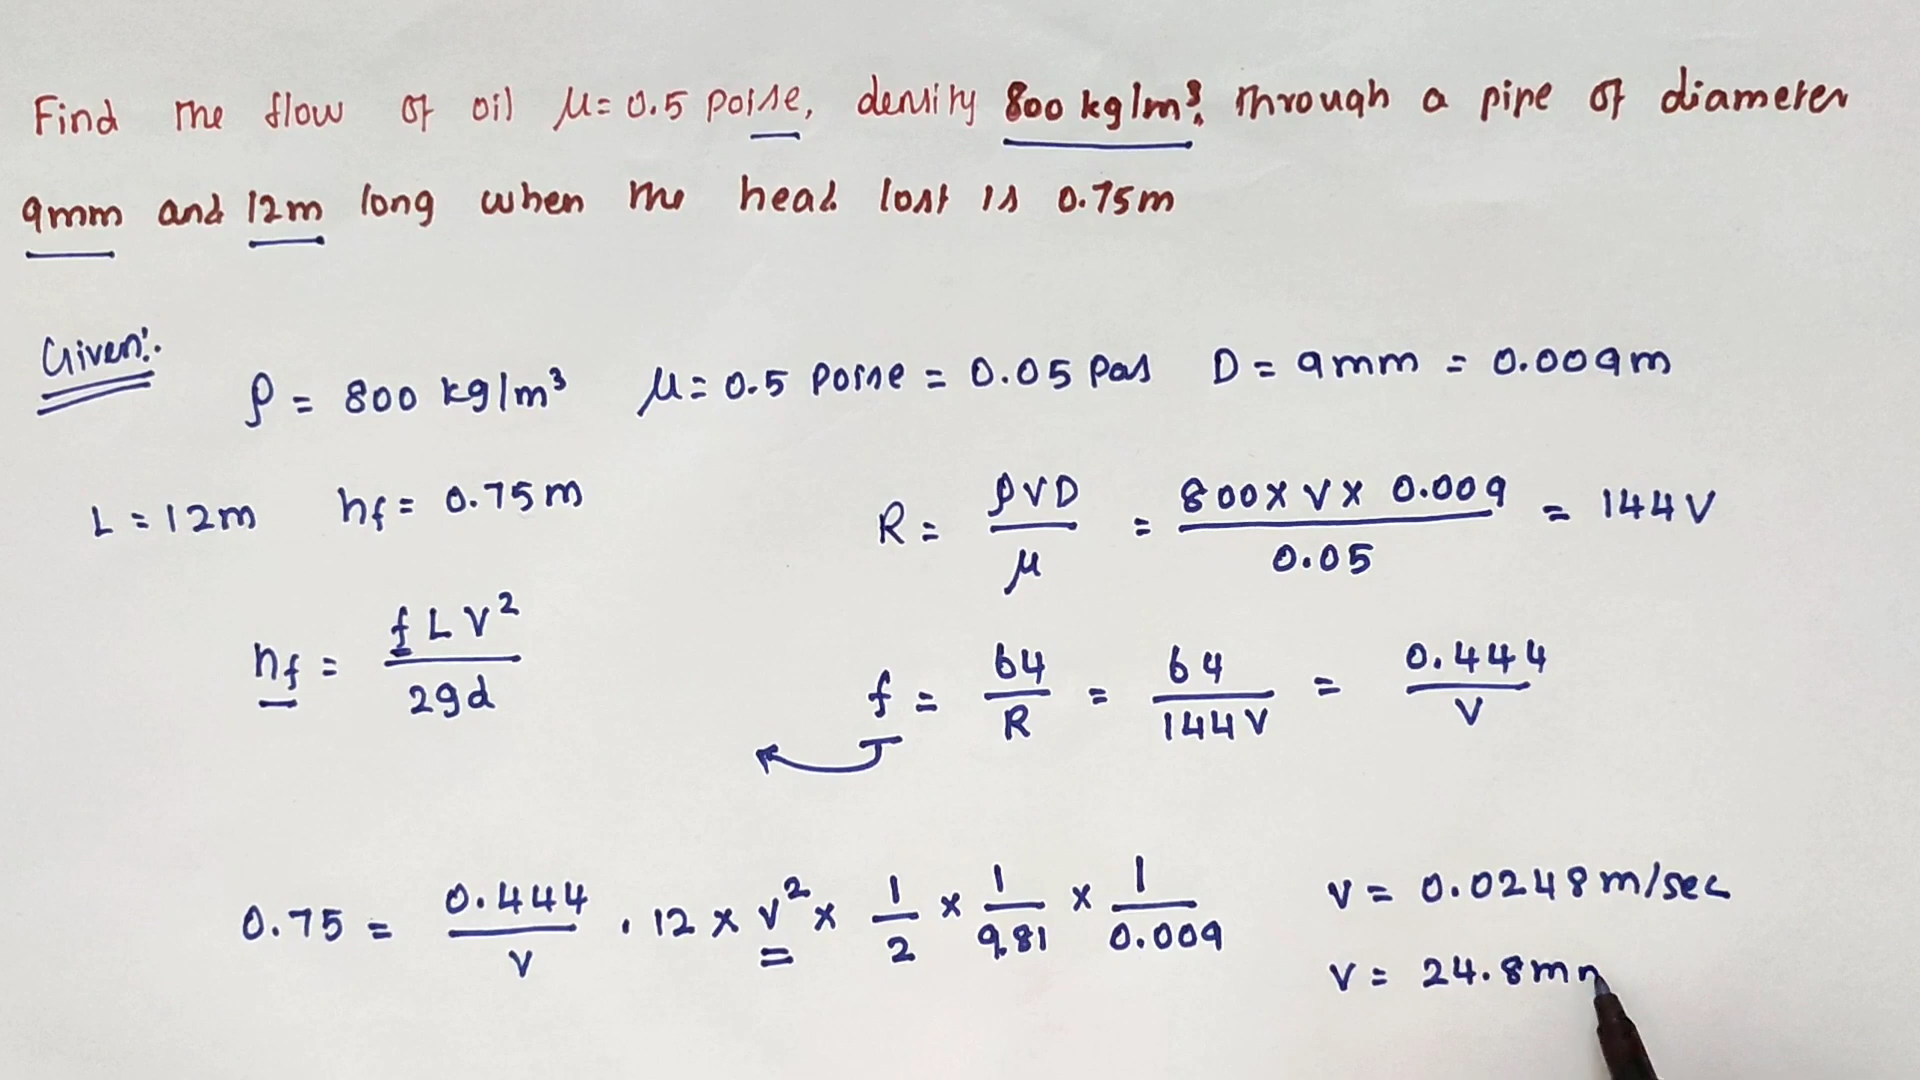 Find the flow of oil μ = 0.5 poise, density 800 kg/m³, through a pipe of diameter
9mm and 12m long when the head lost is 0.75m
Given:
ρ = 800 kg/m³ μ = 0.5 poise = 0.05 Pas D = 9mm = 0.009m
L = 12m hf = 0.75m
R = ρVD/μ = 800 x V x 0.009/0.05 = 144V
hf = fLV²/2gd
f = 64/R = 64/144V = 0.444/V
0.75 = 0.444/V . 12 x V² x 1/2 x 1/9.81 x 1/0.009
V = 0.0248 m/sec
V = 24.8mm